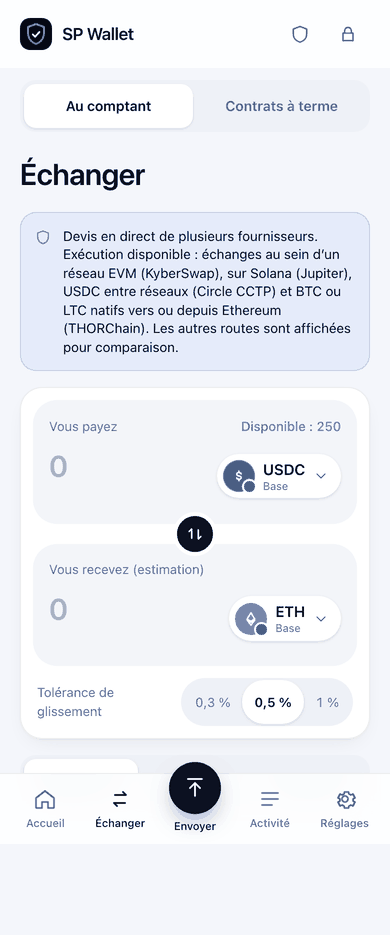 SP Wallet
Au comptant
Contrats à terme
Échanger
Devis en direct de plusieurs fournisseurs.
Exécution disponible : échanges au sein d'un
réseau EVM (KyberSwap), sur Solana (Jupiter),
USDC entre réseaux (Circle CCTP) et BTC ou
LTC natifs vers ou depuis Ethereum
(THORChain). Les autres routes sont affichées
pour comparaison.
Vous payez
Disponible : 250
0
USDC
Base
Vous recevez (estimation)
0
ETH
Base
Tolérance de
glissement
0,3 %
0,5 %
1 %
Accueil
Échanger
Envoyer
Activité
Réglages